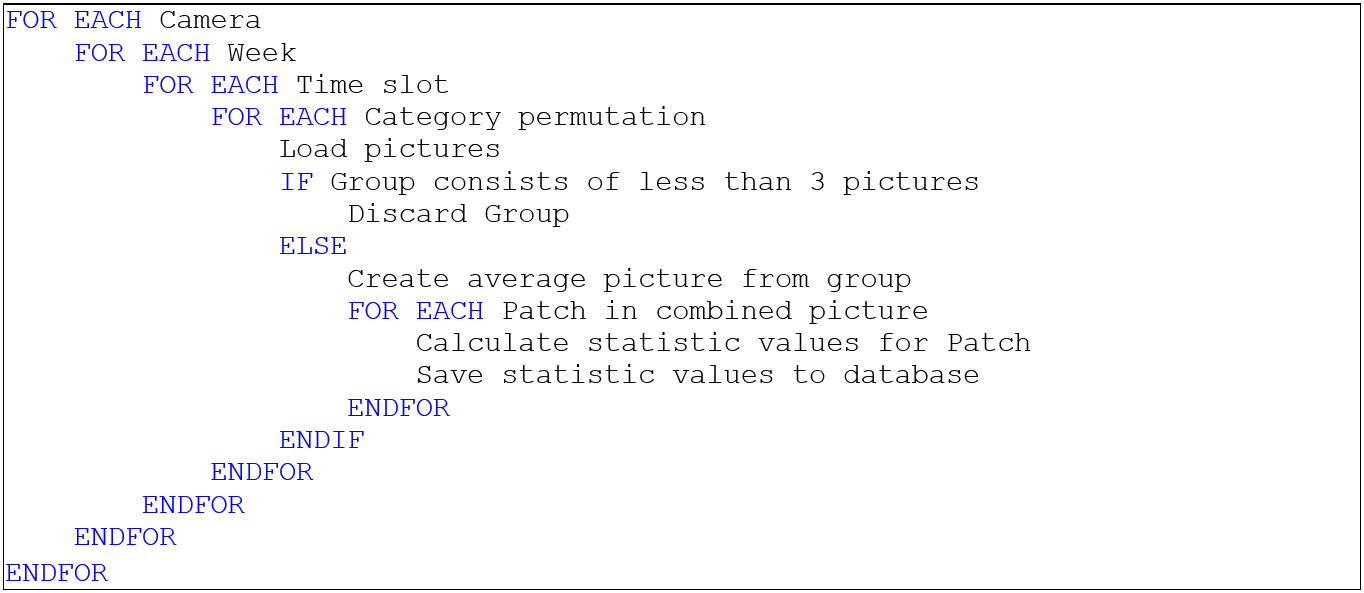 FOR EACH Camera
    FOR EACH Week
        FOR EACH Time slot
            FOR EACH Category permutation
                Load pictures
                IF Group consists of less than 3 pictures
                    Discard Group
                ELSE
                    Create average picture from group
                    FOR EACH Patch in combined picture
                        Calculate statistic values for Patch
                        Save statistic values to database
                    ENDFOR
                ENDIF
            ENDFOR
        ENDFOR
    ENDFOR
ENDFOR